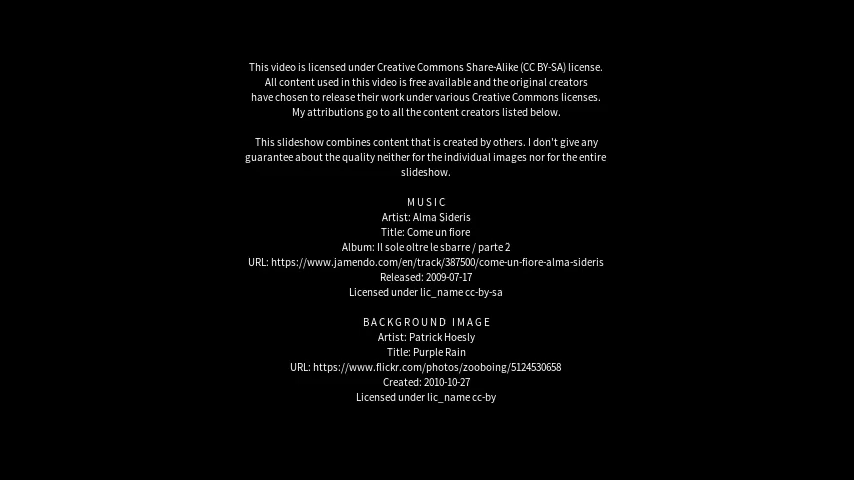 This video is licensed under Creative Commons Share-Alike (CC BY-SA) license.
All content used in this video is free available and the original creators
have chosen to release their work under various Creative Commons licenses.
My attributions go to all the content creators listed below.
This slideshow combines content that is created by others. I don't give any
guarantee about the quality neither for the individual images nor for the entire
slideshow.
MUSIC
Artist: Alma Sideris
Title: Come un fiore
Album: Il sole oltre le sbarre / parte 2
URL: https://www.jamendo.com/en/track/387500/come-un-fiore-alma-sideris
Released: 2009-07-17
Licensed under lic_name cc-by-sa
BACKGROUND IMAGE
Artist: Patrick Hoesly
Title: Purple Rain
URL: https://www.flickr.com/photos/zooboing/5124530658
Created: 2010-10-27
Licensed under lic_name cc-by